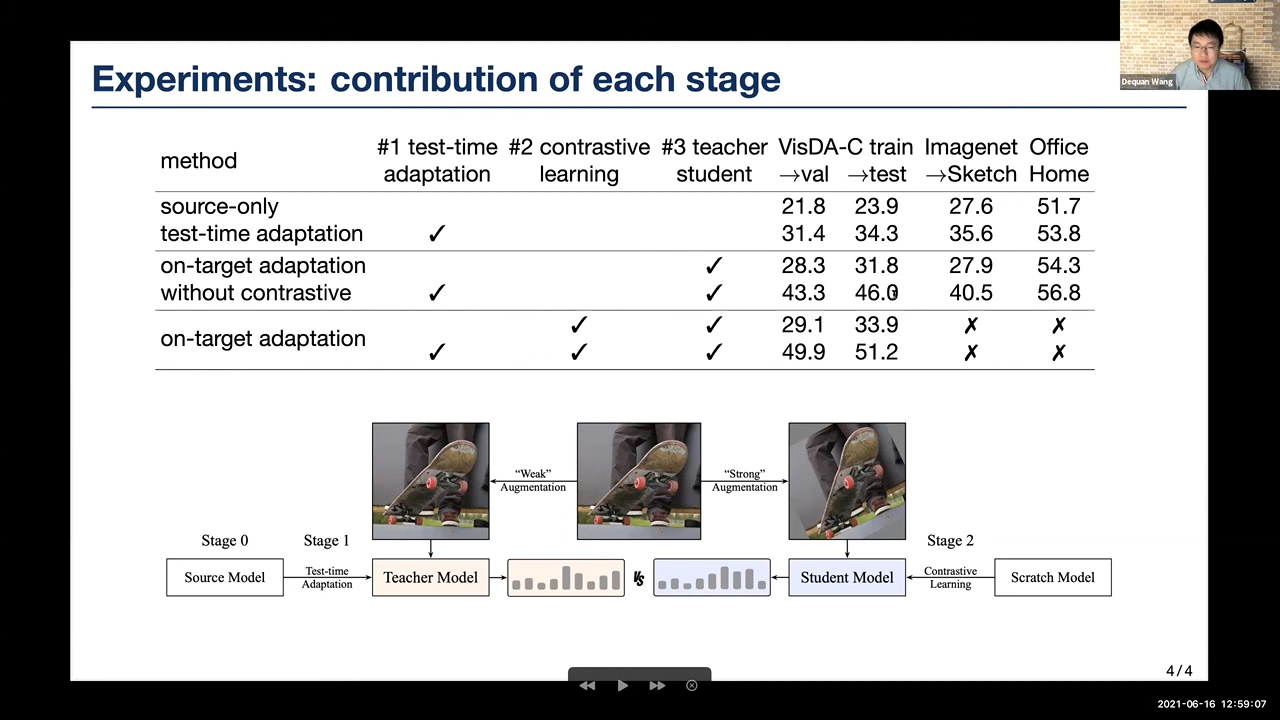 Dequan Wang
Experiments: contribution of each stage
method #1 test-time adaptation #2 contrastive learning #3 teacher student VisDA-C train →val →test Imagenet →Sketch Office Home
source-only 21.8 23.9 27.6 51.7
test-time adaptation ✓ 31.4 34.3 35.6 53.8
on-target adaptation ✓ 28.3 31.8 27.9 54.3
without contrastive ✓ ✓ 43.3 46.0 40.5 56.8
on-target adaptation
✓ ✓ 29.1 33.9 ✗ ✗
✓ ✓ ✓ 49.9 51.2 ✗ ✗
"Weak"
Augmentation
"Strong"
Augmentation
Stage 0
Stage 1
Stage 2
Source Model
Test-time
Adaptation
Teacher Model
VS
Student Model
Contrastive
Learning
Scratch Model
4/4
2021-06-16 12:59:07